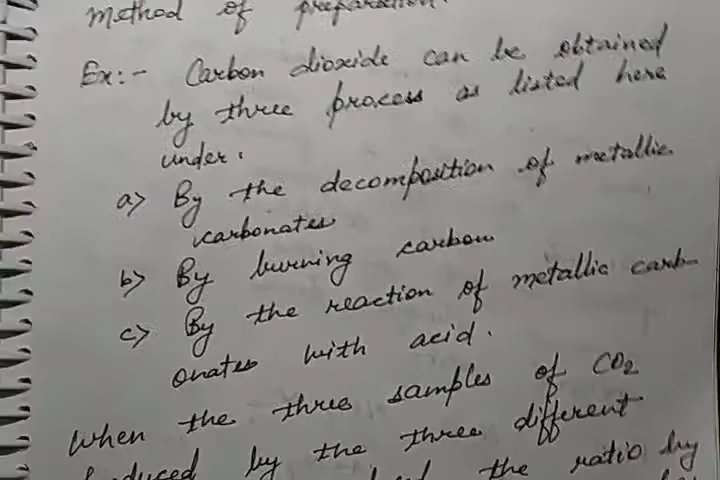 Method of preparation.
Ex:- Carbon dioxide can be obtained
by three process as listed here
under.
a> By the decomposition of metallic
carbonates
b> By burning carbon
c> By the reaction of metallic carb-
onates with acid.
When the three samples of CO2
by the three different
the ratio by